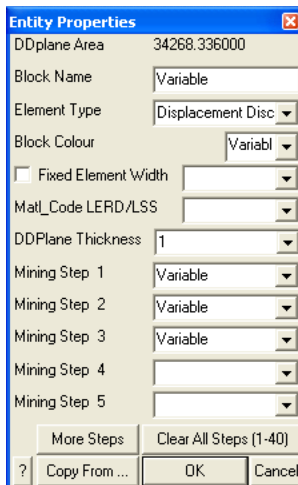 Entity Properties
DDplane Area 34268.336000
Block Name Variable
Element Type Displacement Disc
Block Colour Variabl
Fixed Element Width
Matl_Code LERD/LSS
DDPlane Thickness 1
Mining Step 1 Variable
Mining Step 2 Variable
Mining Step 3 Variable
Mining Step 4
Mining Step 5
More Steps Clear All Steps (1-40)
? Copy From ... OK Cancel